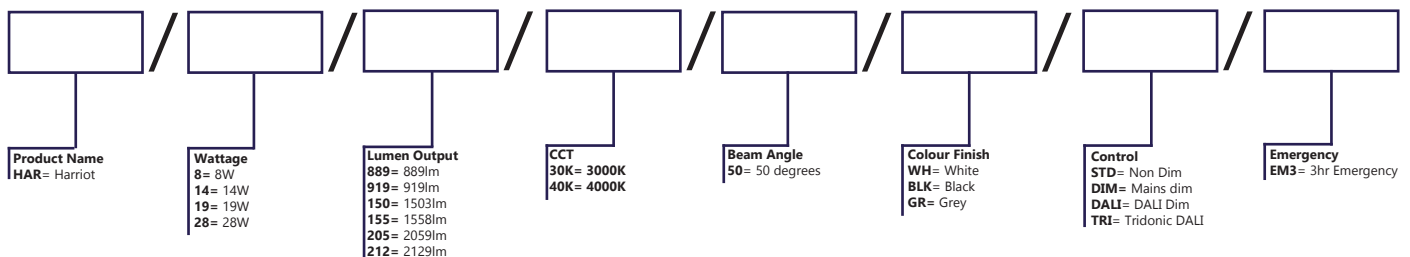 / / / / / / /
Product Name
HAR= Harriot
Wattage
8= 8W
14= 14W
19= 19W
28= 28W
Lumen Output
889= 889lm
919= 919lm
150= 1503lm
155= 1558lm
205= 2059lm
212= 2129lm
CCT
30K= 3000K
40K= 4000K
Beam Angle
50= 50 degrees
Colour Finish
WH= White
BLK= Black
GR= Grey
Control
STD= Non Dim
DIM= Mains dim
DALI= DALI Dim
TRI= Tridonic DALI
Emergency
EM3= 3hr Emergency